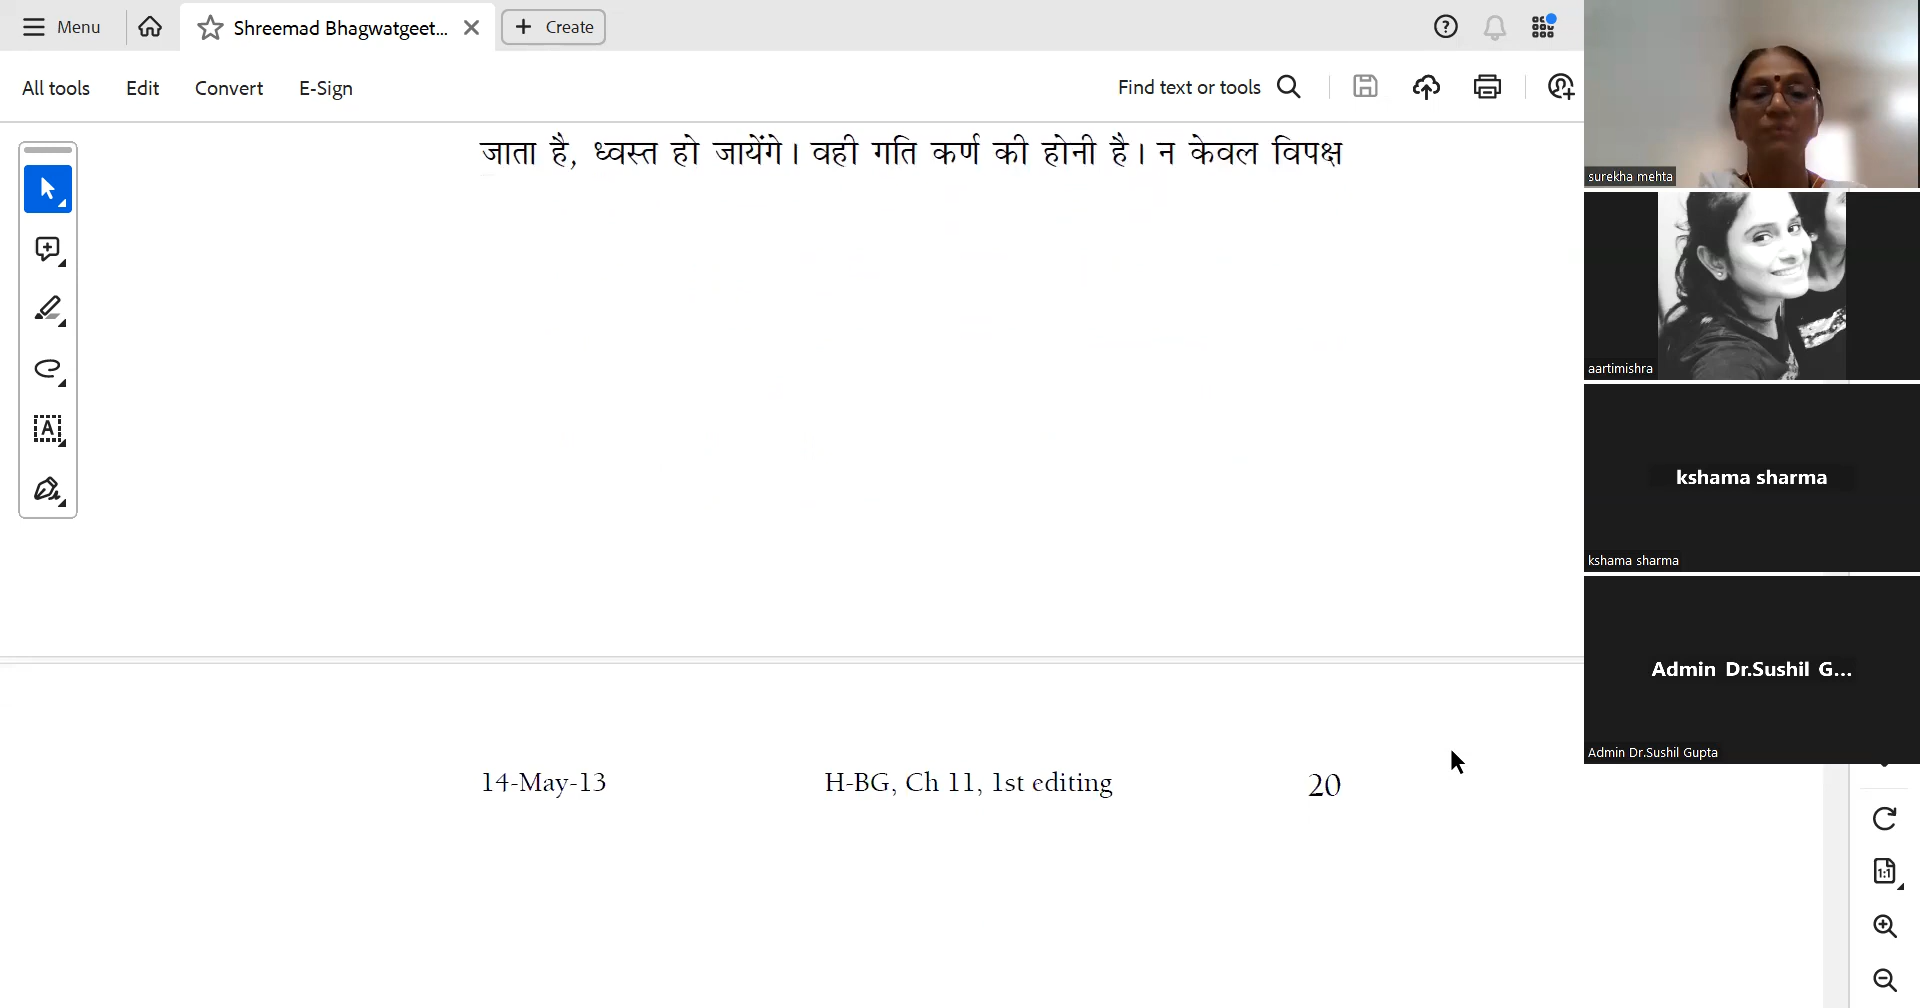 Menu
Shreemad Bhagwatgeet...
Create
All tools
Edit
Convert
E-Sign
Find text or tools
जाता है, ध्वस्त हो जायेंगे। वही गति कर्ण की होनी है। न केवल विपक्ष
14-May-13
H-BG, Ch 11, 1st editing
20
surekha mehta
aartimishra
kshama sharma
kshama sharma
Admin Dr.Sushil G...
Admin Dr.Sushil Gupta
1:1